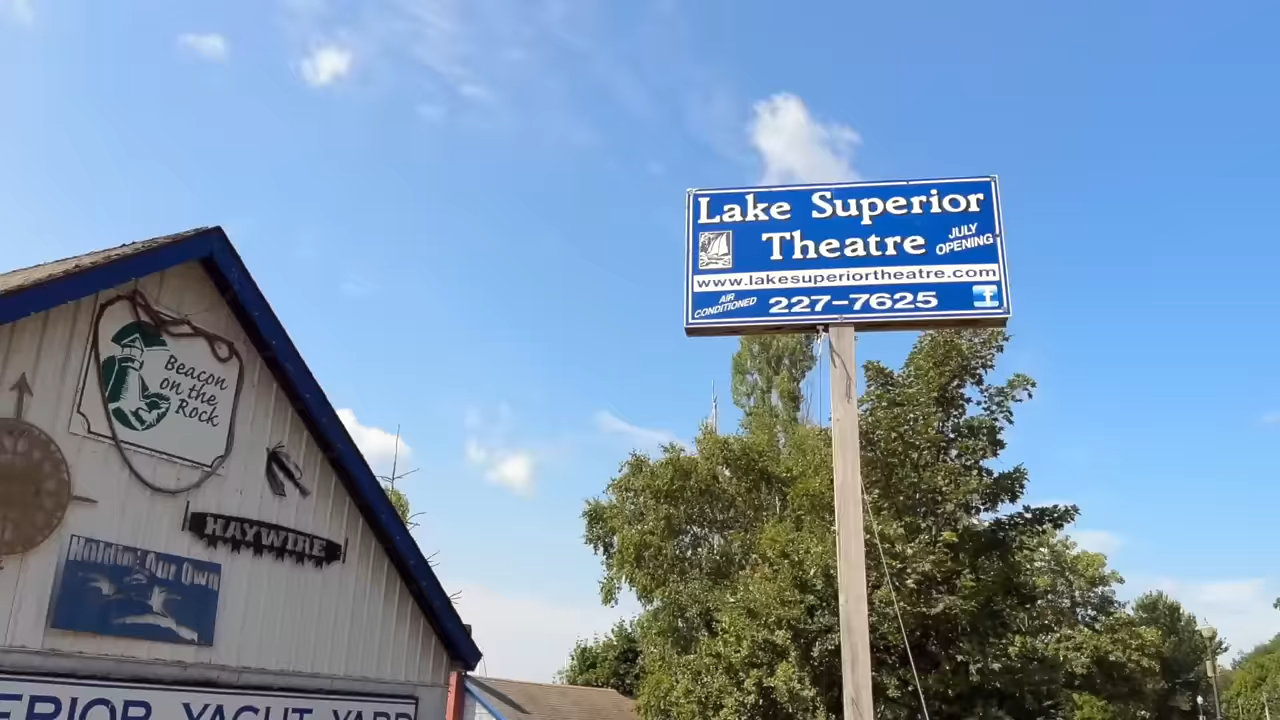 Lake Superior
Theatre
JULY
OPENING
www.lakesuperiortheatre.com
AIR
CONDITIONED
227-7625
f
Beacon
on the
Rock
HAYWIRE
Holdin' Our Own
ERIOR YACHT YARD